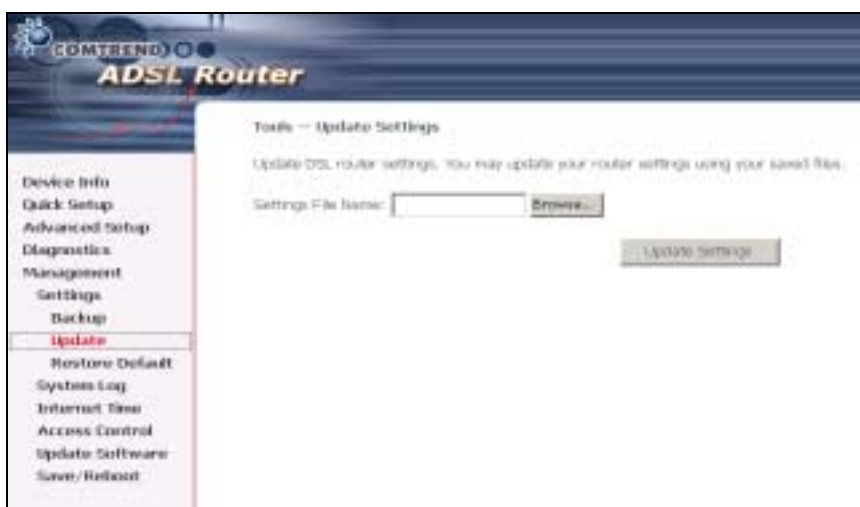 COMTREND
ADSL Router
Tools -- Update Settings
Update DSL router settings. You may update your router settings using your saved files.
Settings File Name:
Browse...
Update Settings
Device Info
Quick Setup
Advanced Setup
Diagnostics
Management
Settings
Backup
Update
Restore Default
System Log
Internet Time
Access Control
Update Software
Save/Reboot